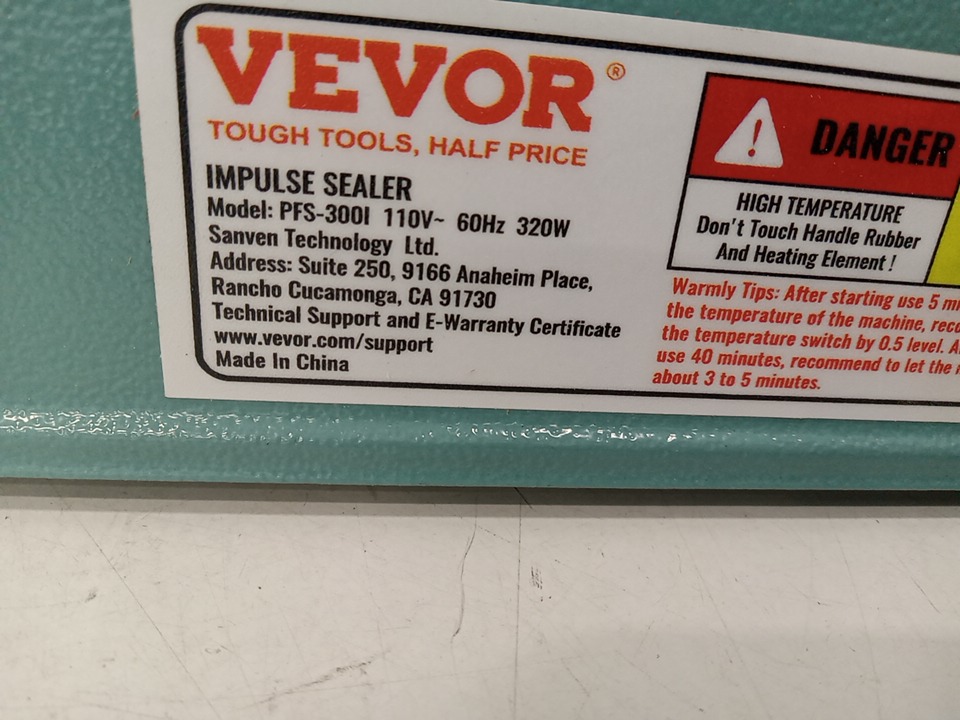 VEVOR®
TOUGH TOOLS, HALF PRICE
IMPULSE SEALER
Model: PFS-300I 110V~ 60Hz 320W
Sanven Technology Ltd.
Address: Suite 250, 9166 Anaheim Place,
Rancho Cucamonga, CA 91730
Technical Support and E-Warranty Certificate
www.vevor.com/support
Made In China
DANGER
HIGH TEMPERATURE
Don't Touch Handle Rubber
And Heating Element !
Warmly Tips: After starting use 5
the temperature of the machine,
the temperature switch by 0.5 level.
use 40 minutes, recommend to let the
about 3 to 5 minutes.